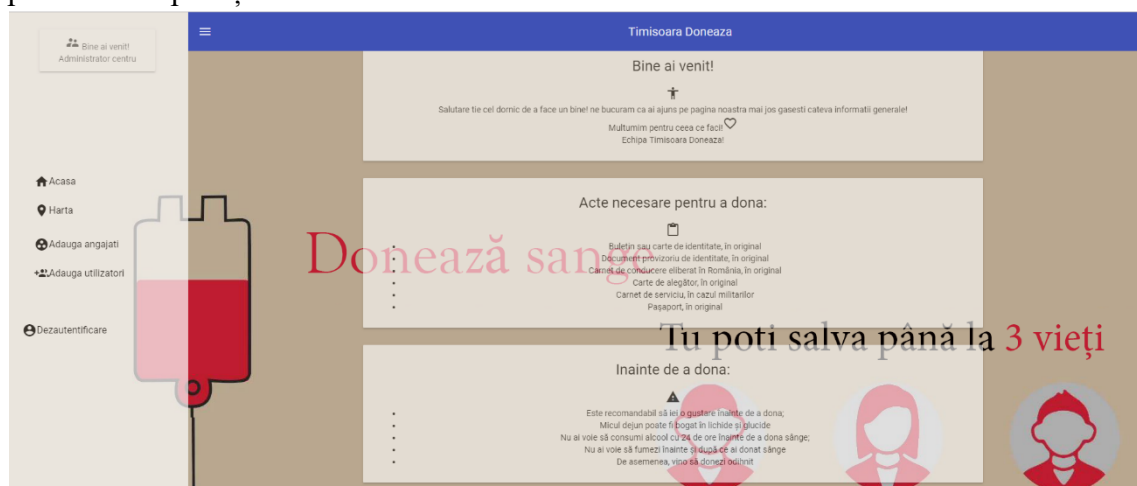 Bine ai venit!
Administrator centru
Acasa
Harta
Adauga angajati
Adauga utilizatori
Dezautentificare
Timisoara Doneaza
Bine ai venit!
Salutare tie cel dornic de a face un bine! ne bucuram ca ai ajuns pe pagina noastra mai jos gasesti cateva informatii generale!
Multumim pentru ceea ce faci!
Echipa Timisoara Doneaza!
Acte necesare pentru a dona:
Buletin sau carte de identitate, în original
Document provizoriu de identitate, în original
Carnet de conducere eliberat în România, în original
Carte de alegător, în original
Carnet de serviciu, în cazul militarilor
Pașaport, în original
Donează sange
Tu poti salva până la 3 vieți
Inainte de a dona:
Este recomandabil să iei o gustare înainte de a dona;
Micul dejun poate fi bogat în lichide și glucide
Nu ai voie să consumi alcool cu 24 de ore înainte de a dona sânge;
Nu ai voie să fumezi înainte și după ce ai donat sânge
De asemenea, vino să donezi odihnit